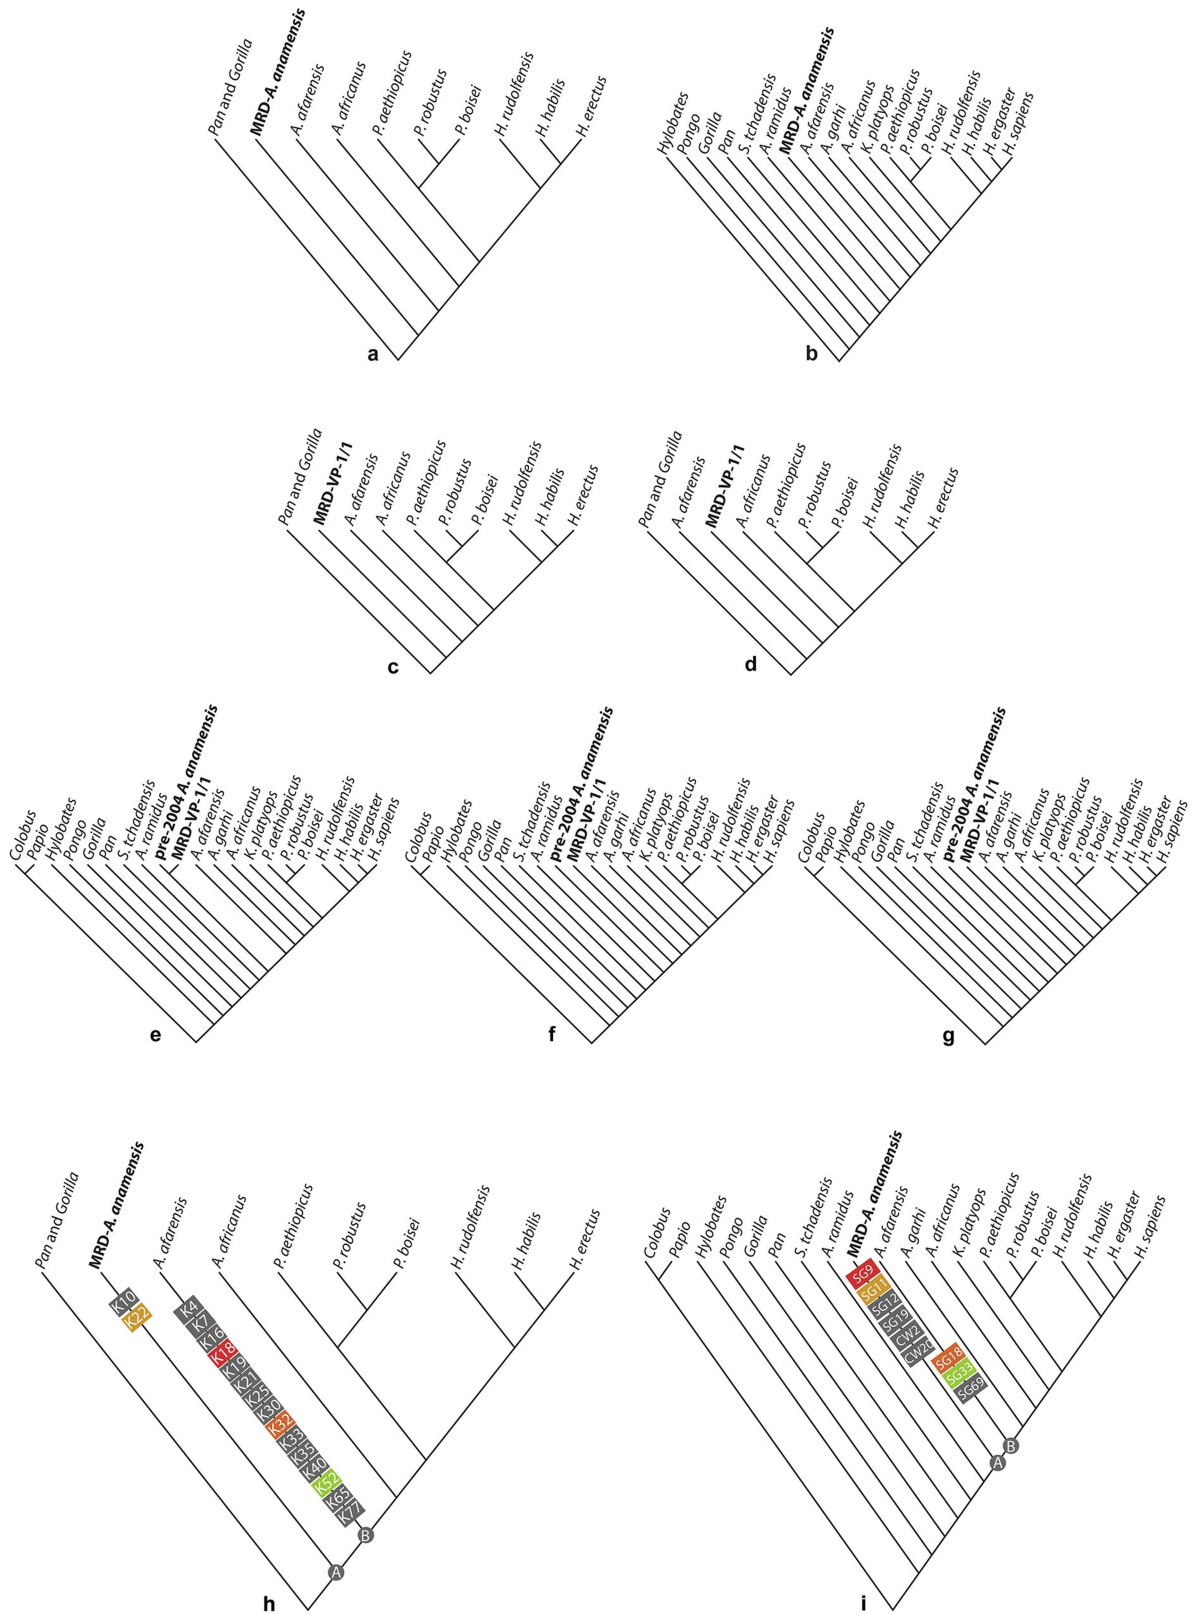 Pan and Gorilla
MRD-A. anamensis
A. afarensis
A. africanus
P. aethiopicus
P. robustus
P. boisei
H. rudolfensis
H. habilis
H. erectus
a
Hylobates
Pongo
Gorilla
Pan
S. tchadensis
A. ramidus
MRD-A. anamensis
A. afarensis
A. garhi
A. africanus
K. platyops
P. aethiopicus
P. robustus
P. boisei
H. rudolfensis
H. habilis
H. ergaster
H. sapiens
b
Pan and Gorilla
MRD-VP-1/1
A. afarensis
A. africanus
P. aethiopicus
P. robustus
P. boisei
H. rudolfensis
H. habilis
H. erectus
c
Pan and Gorilla
A. afarensis
MRD-VP-1/1
A. africanus
P. aethiopicus
P. robustus
P. boisei
H. rudolfensis
H. habilis
H. erectus
d
Colobus
Papio
Hylobates
Pongo
Gorilla
Pan
S. tchadensis
A. ramidus
pre-2004 A. anamensis
MRD-VP-1/1
A. afarensis
A. garhi
A. africanus
K. platyops
P. aethiopicus
P. robustus
P. boisei
H. rudolfensis
H. habilis
H. ergaster
H. sapiens
e
Colobus
Papio
Hylobates
Pongo
Gorilla
Pan
S. tchadensis
A. ramidus
pre-2004 A. anamensis
MRD-VP-1/1
A. afarensis
A. garhi
A. africanus
K. platyops
P. aethiopicus
P. robustus
P. boisei
H. rudolfensis
H. habilis
H. ergaster
H. sapiens
f
Colobus
Papio
Hylobates
Pongo
Gorilla
Pan
S. tchadensis
A. ramidus
pre-2004 A. anamensis
MRD-VP-1/1
A. afarensis
A. garhi
A. africanus
K. platyops
P. aethiopicus
P. robustus
P. boisei
H. rudolfensis
H. habilis
H. ergaster
H. sapiens
g
Pan and Gorilla
MRD-A. anamensis
A. afarensis
A. africanus
P. aethiopicus
P. robustus
P. boisei
H. rudolfensis
H. habilis
H. erectus
K10
K22
K4
K7
K16
K18
K19
K21
K25
K30
K32
K33
K35
K40
K52
K65
K77
B
A
h
Colobus
Papio
Hylobates
Pongo
Gorilla
Pan
S. tchadensis
A. ramidus
MRD-A. anamensis
A. afarensis
A. garhi
A. africanus
K. platyops
P. aethiopicus
P. robustus
P. boisei
H. rudolfensis
H. habilis
H. ergaster
H. sapiens
SG9
SG11
SG12
SG19
CW2
CW20
SG18
SG33
SG69
B
A
i